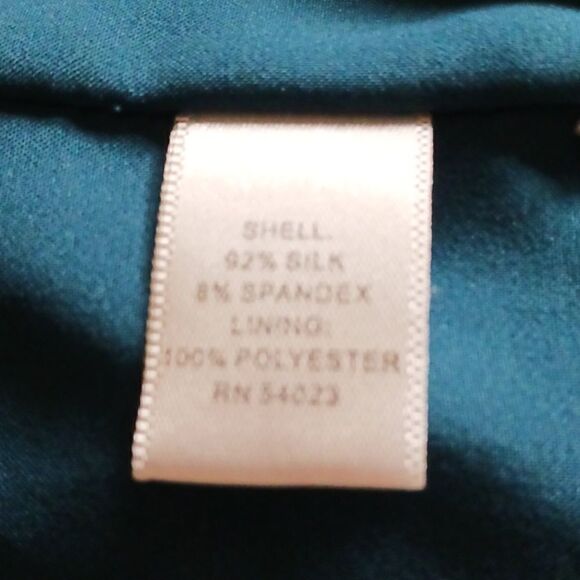 SHELL:
92% SILK
8% SPANDEX
LINING:
100% POLYESTER
RN 54023